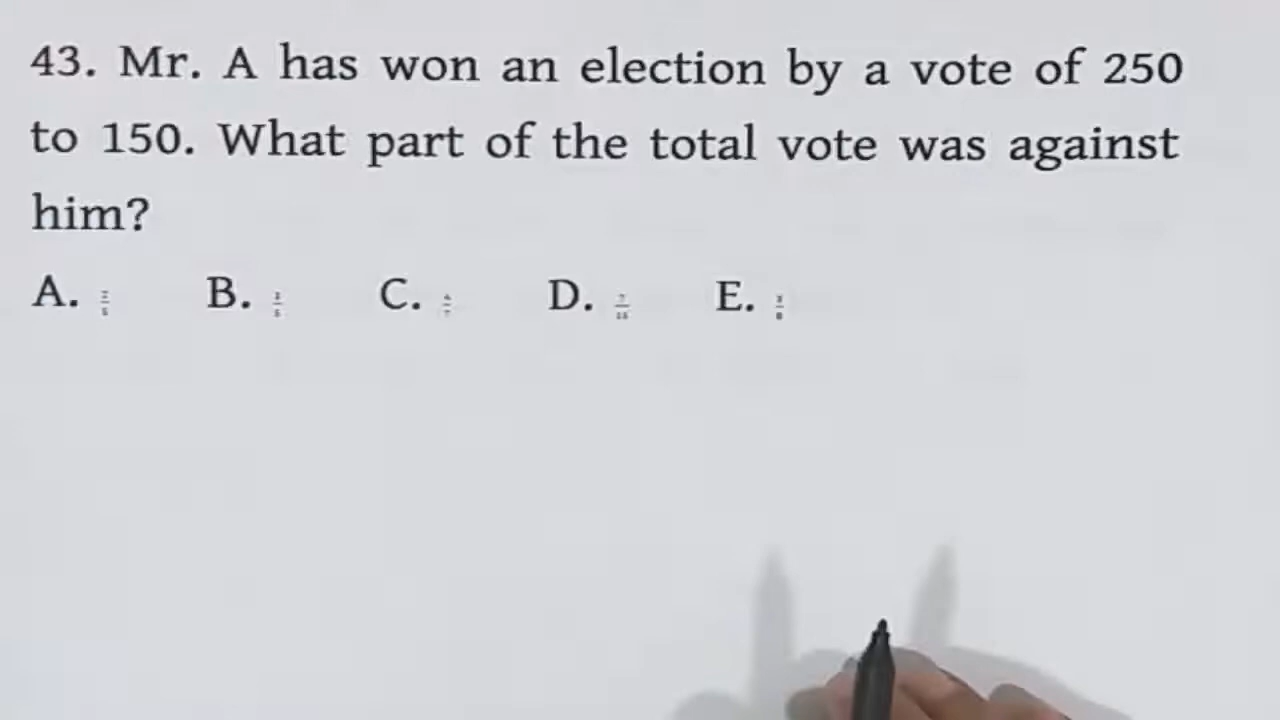 43. Mr. A has won an election by a vote of 250
to 150. What part of the total vote was against
him?
A. B. C. D. E.